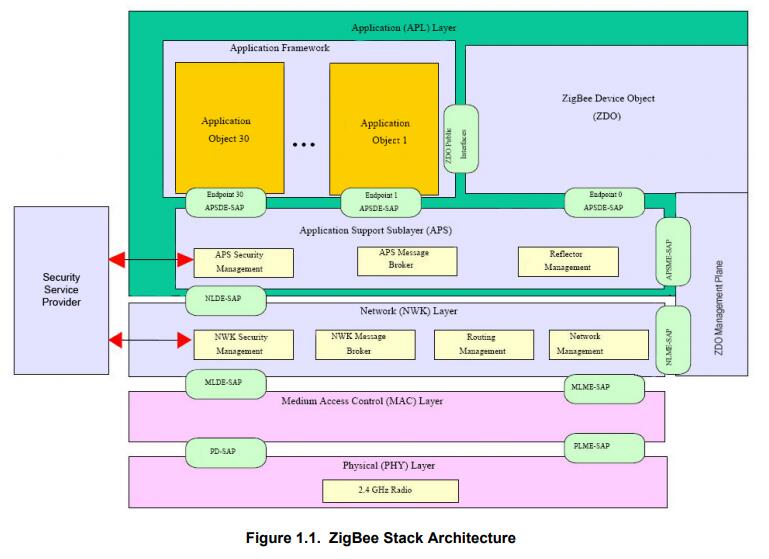 Application (APL) Layer
Application Framework
Application
Object 30
...
Application
Object 1
ZDO Public
Interfaces
ZigBee Device Object
(ZDO)
Endpoint 30
APSDE-SAP
Endpoint 1
APSDE-SAP
Endpoint 0
APSDE-SAP
Application Support Sublayer (APS)
APS Security
Management
APS Message
Broker
Reflector
Management
APSME-SAP
Security
Service
Provider
NLDE-SAP
Network (NWK) Layer
NWK Security
Management
NWK Message
Broker
Routing
Management
Network
Management
NLME-SAP
ZDO Management Plane
MLDE-SAP
MLME-SAP
Medium Access Control (MAC) Layer
PD-SAP
PLME-SAP
Physical (PHY) Layer
2.4 GHz Radio
Figure 1.1. ZigBee Stack Architecture